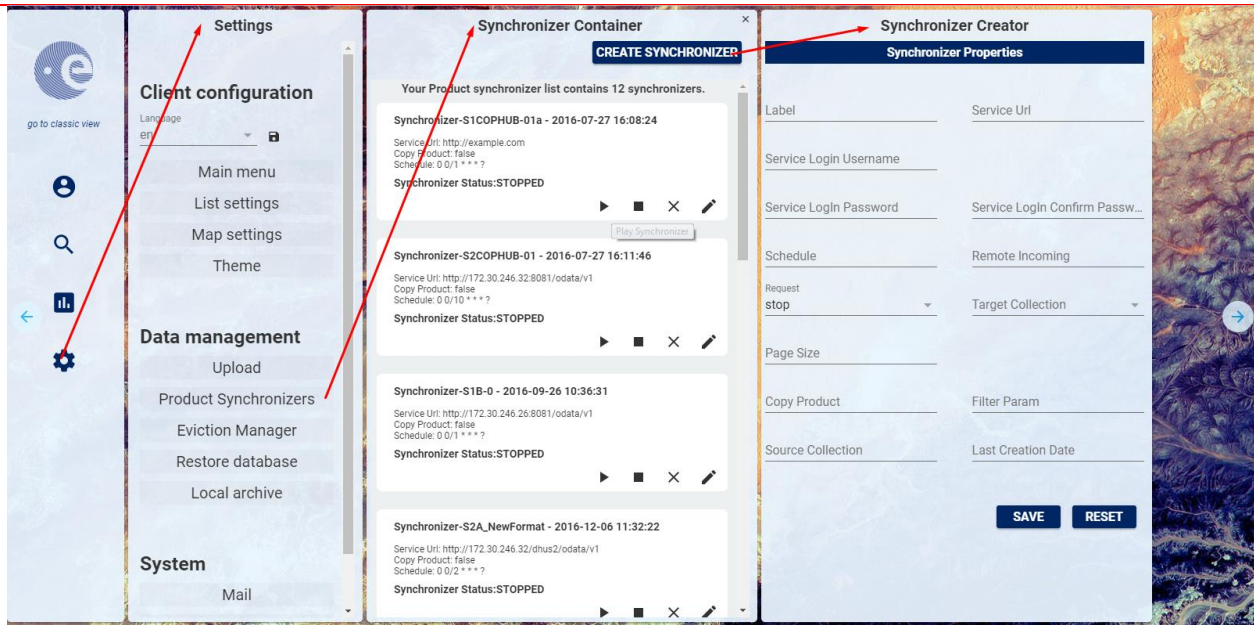 go to classic view
Settings
Client configuration
Language
en
Main menu
List settings
Map settings
Theme
Data management
Upload
Product Synchronizers
Eviction Manager
Restore database
Local archive
System
Mail
Synchronizer Container
×
CREATE SYNCHRONIZER
Your Product synchronizer list contains 12 synchronizers.
Synchronizer-S1COPHUB-01a - 2016-07-27 16:08:24
Service Url: http://example.com
Copy Product: false
Schedule: 0 0/1 * * * ?
Synchronizer Status:STOPPED
Play Synchronizer
Synchronizer-S2COPHUB-01 - 2016-07-27 16:11:46
Service Url: http://172.30.246.32:8081/odata/v1
Copy Product: false
Schedule: 0 0/10 * * * ?
Synchronizer Status:STOPPED
Synchronizer-S1B-0 - 2016-09-26 10:36:31
Service Url: http://172.30.246.26:8081/odata/v1
Copy Product: false
Schedule: 0 0/1 * * * ?
Synchronizer Status:STOPPED
Synchronizer-S2A_NewFormat - 2016-12-06 11:32:22
Service Url: http://172.30.246.32/dhus2/odata/v1
Copy Product: false
Schedule: 0 0/2 * * * ?
Synchronizer Status:STOPPED
Synchronizer Creator
Synchronizer Properties
Label
Service Url
Service Login Username
Service LogIn Password
Service LogIn Confirm Passw...
Schedule
Remote Incoming
Request
stop
Target Collection
Page Size
Copy Product
Filter Param
Source Collection
Last Creation Date
SAVE
RESET